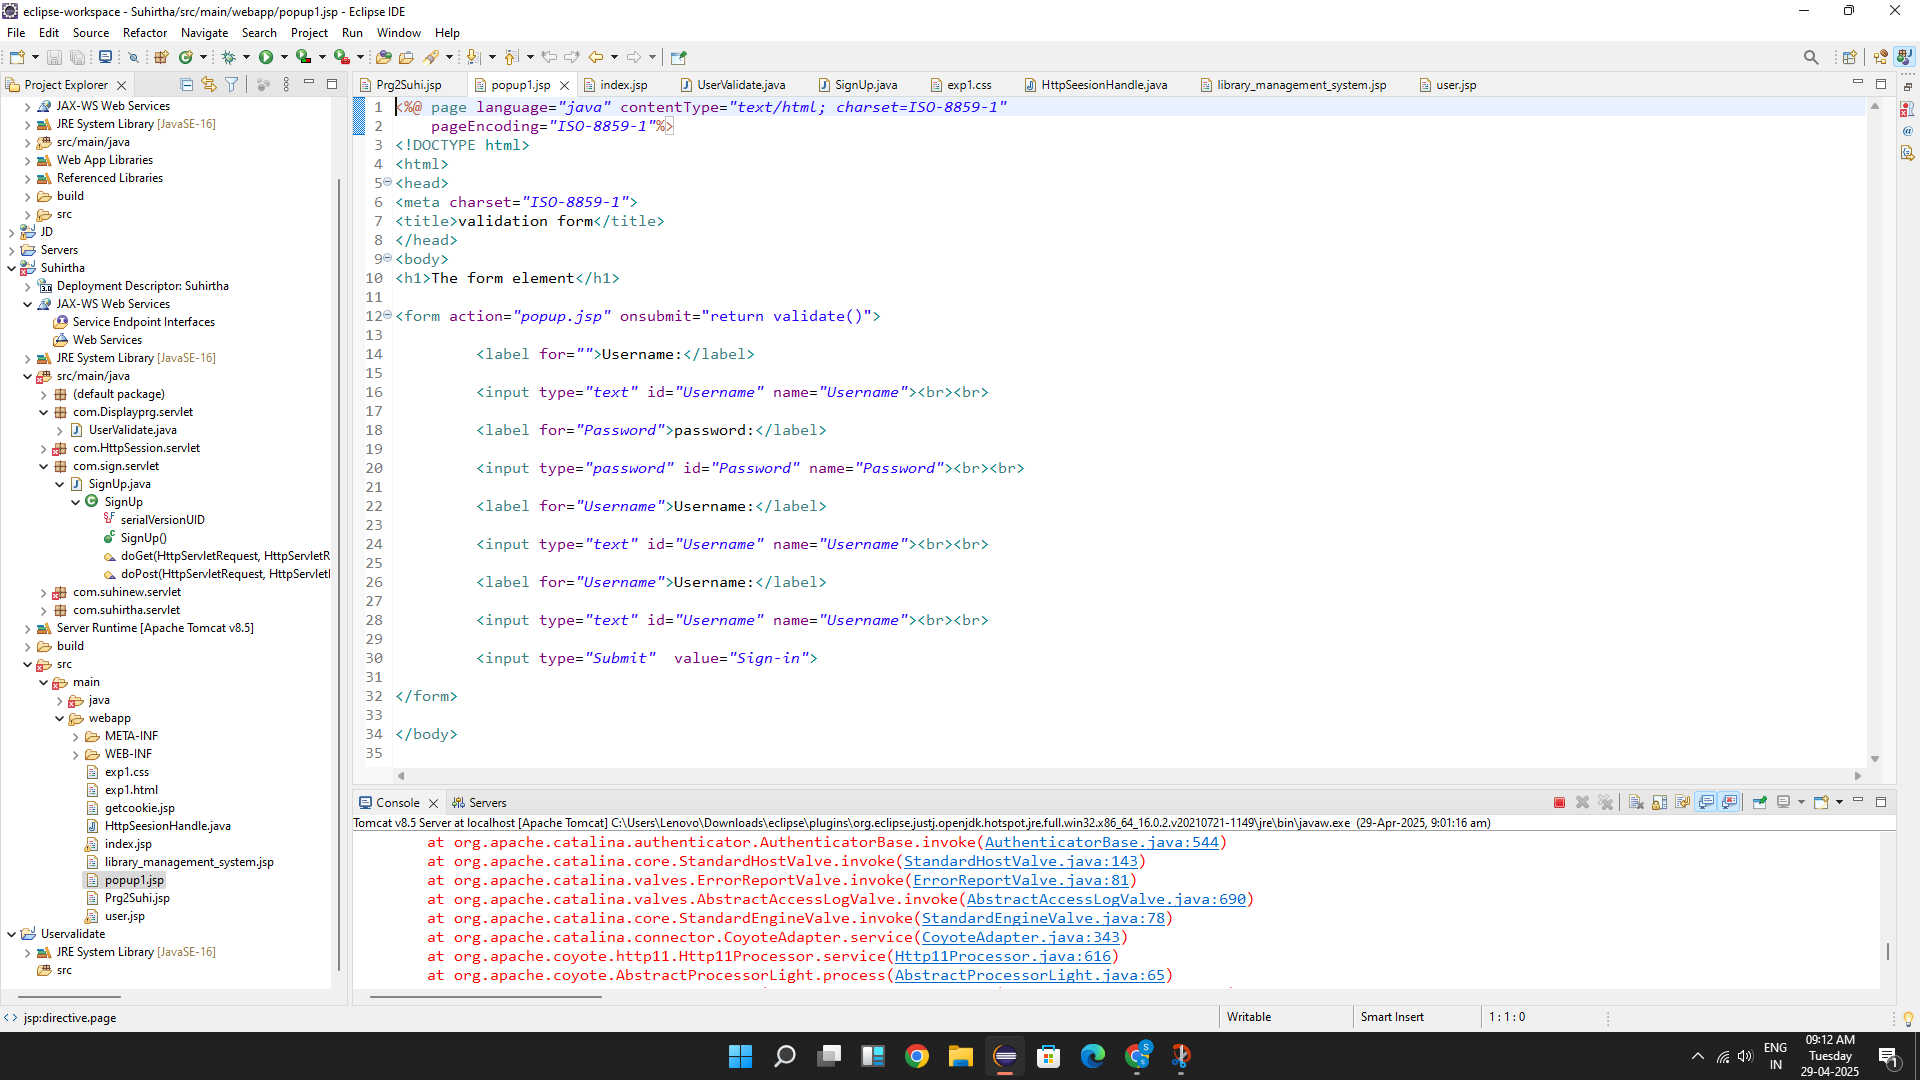 eclipse-workspace - Suhirtha/src/main/webapp/popup1.jsp - Eclipse IDE
File Edit Source Refactor Navigate Search Project Run Window Help
Project Explorer
JAX-WS Web Services
JRE System Library [JavaSE-16]
src/main/java
Web App Libraries
Referenced Libraries
build
src
JD
Servers
Suhirtha
Deployment Descriptor: Suhirtha
JAX-WS Web Services
Service Endpoint Interfaces
Web Services
JRE System Library [JavaSE-16]
src/main/java
(default package)
com.Displayprg.servlet
UserValidate.java
com.HttpSession.servlet
com.sign.servlet
SignUp.java
SignUp
serialVersionUID
SignUp()
doGet(HttpServletRequest, HttpServletR
doPost(HttpServletRequest, HttpServletl
com.suhinew.servlet
com.suhirtha.servlet
Server Runtime [Apache Tomcat v8.5]
build
src
main
java
webapp
META-INF
WEB-INF
exp1.css
exp1.html
getcookie.jsp
HttpSeesionHandle.java
index.jsp
library_management_system.jsp
popup1.jsp
Prg2Suhi.jsp
user.jsp
Uservalidate
JRE System Library [JavaSE-16]
src
Prg2Suhi.jsp popup1.jsp index.jsp UserValidate.java SignUp.java exp1.css HttpSeesionHandle.java library_management_system.jsp user.jsp
1 <%@ page language="java" contentType="text/html; charset=ISO-8859-1"
2 pageEncoding="ISO-8859-1"%>
3 <!DOCTYPE html>
4 <html>
5 <head>
6 <meta charset="ISO-8859-1">
7 <title>validation form</title>
8 </head>
9 <body>
10 <h1>The form element</h1>
11
12 <form action="popup.jsp" onsubmit="return validate()">
13
14 <label for="">Username:</label>
15
16 <input type="text" id="Username" name="Username"><br><br>
17
18 <label for="Password">password:</label>
19
20 <input type="password" id="Password" name="Password"><br><br>
21
22 <label for="Username">Username:</label>
23
24 <input type="text" id="Username" name="Username"><br><br>
25
26 <label for="Username">Username:</label>
27
28 <input type="text" id="Username" name="Username"><br><br>
29
30 <input type="Submit"  value="Sign-in">
31
32 </form>
33
34 </body>
35
Console Servers
Tomcat v8.5 Server at localhost [Apache Tomcat] C:\Users\Lenovo\Downloads\eclipse\plugins\org.eclipse.justj.openjdk.hotspot.jre.full.win32.x86_64_16.0.2.v20210721-1149\jre\bin\javaw.exe (29-Apr-2025, 9:01:16 am)
at org.apache.catalina.authenticator.AuthenticatorBase.invoke(AuthenticatorBase.java:544)
at org.apache.catalina.core.StandardHostValve.invoke(StandardHostValve.java:143)
at org.apache.catalina.valves.ErrorReportValve.invoke(ErrorReportValve.java:81)
at org.apache.catalina.valves.AbstractAccessLogValve.invoke(AbstractAccessLogValve.java:690)
at org.apache.catalina.core.StandardEngineValve.invoke(StandardEngineValve.java:78)
at org.apache.catalina.connector.CoyoteAdapter.service(CoyoteAdapter.java:343)
at org.apache.coyote.http11.Http11Processor.service(Http11Processor.java:616)
at org.apache.coyote.AbstractProcessorLight.process(AbstractProcessorLight.java:65)
jsp:directive.page
Writable
Smart Insert
1 : 1 : 0
ENG
IN
09:12 AM
Tuesday
29-04-2025
1